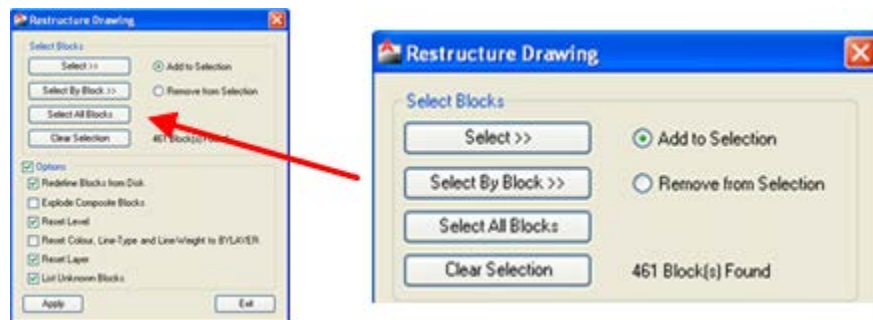 Restructure Drawing
Select Blocks
Select >>
Add to Selection
Select By Block >>
Remove from Selection
Select All Blocks
Clear Selection
461 Block(s) Found
Options
Redefine Blocks from Disk
Explode Composite Blocks
Reset Level
Reset Colour, Line-Type and Line-Weight to BYLAYER
Reset Layer
List Unknown Blocks
Apply
Exit
Restructure Drawing
Select Blocks
Select >>
Add to Selection
Select By Block >>
Remove from Selection
Select All Blocks
Clear Selection
461 Block(s) Found